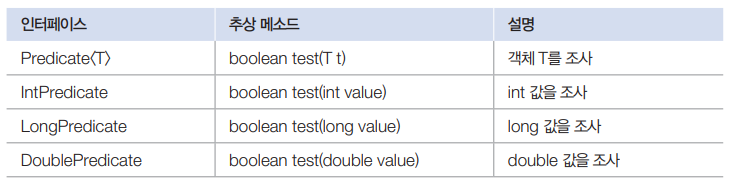 인터페이스 추상 메소드 설명
Predicate〈T〉 boolean test(T t) 객체 T를 조사
IntPredicate boolean test(int value) int 값을 조사
LongPredicate boolean test(long value) long 값을 조사
DoublePredicate boolean test(double value) double 값을 조사